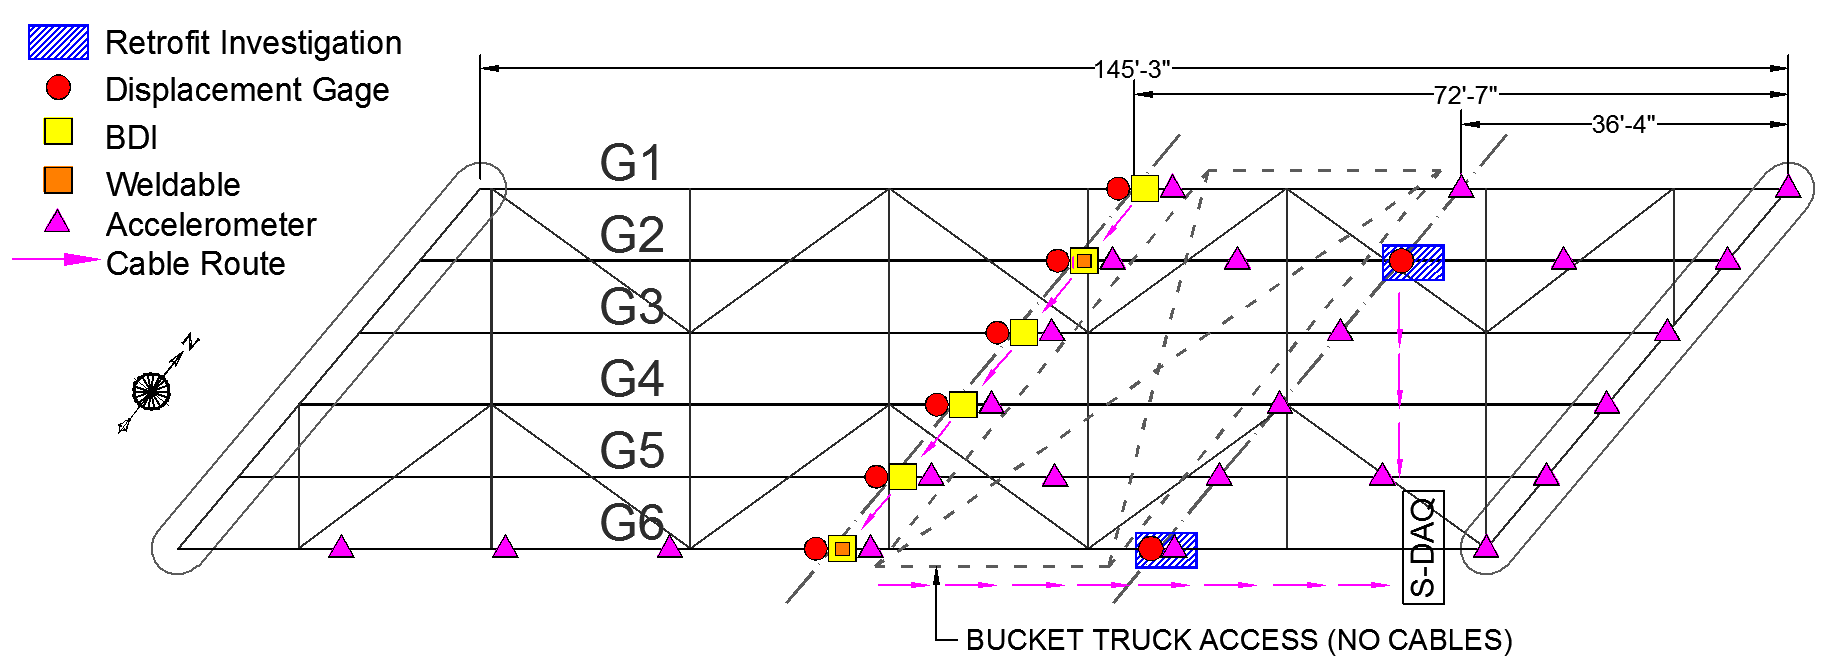 Retrofit Investigation
Displacement Gage
BDI
Weldable
Accelerometer
Cable Route
145'-3"
72'-7"
36'-4"
G1
G2
G3
G4
G5
G6
N
S-DAQ
BUCKET TRUCK ACCESS (NO CABLES)